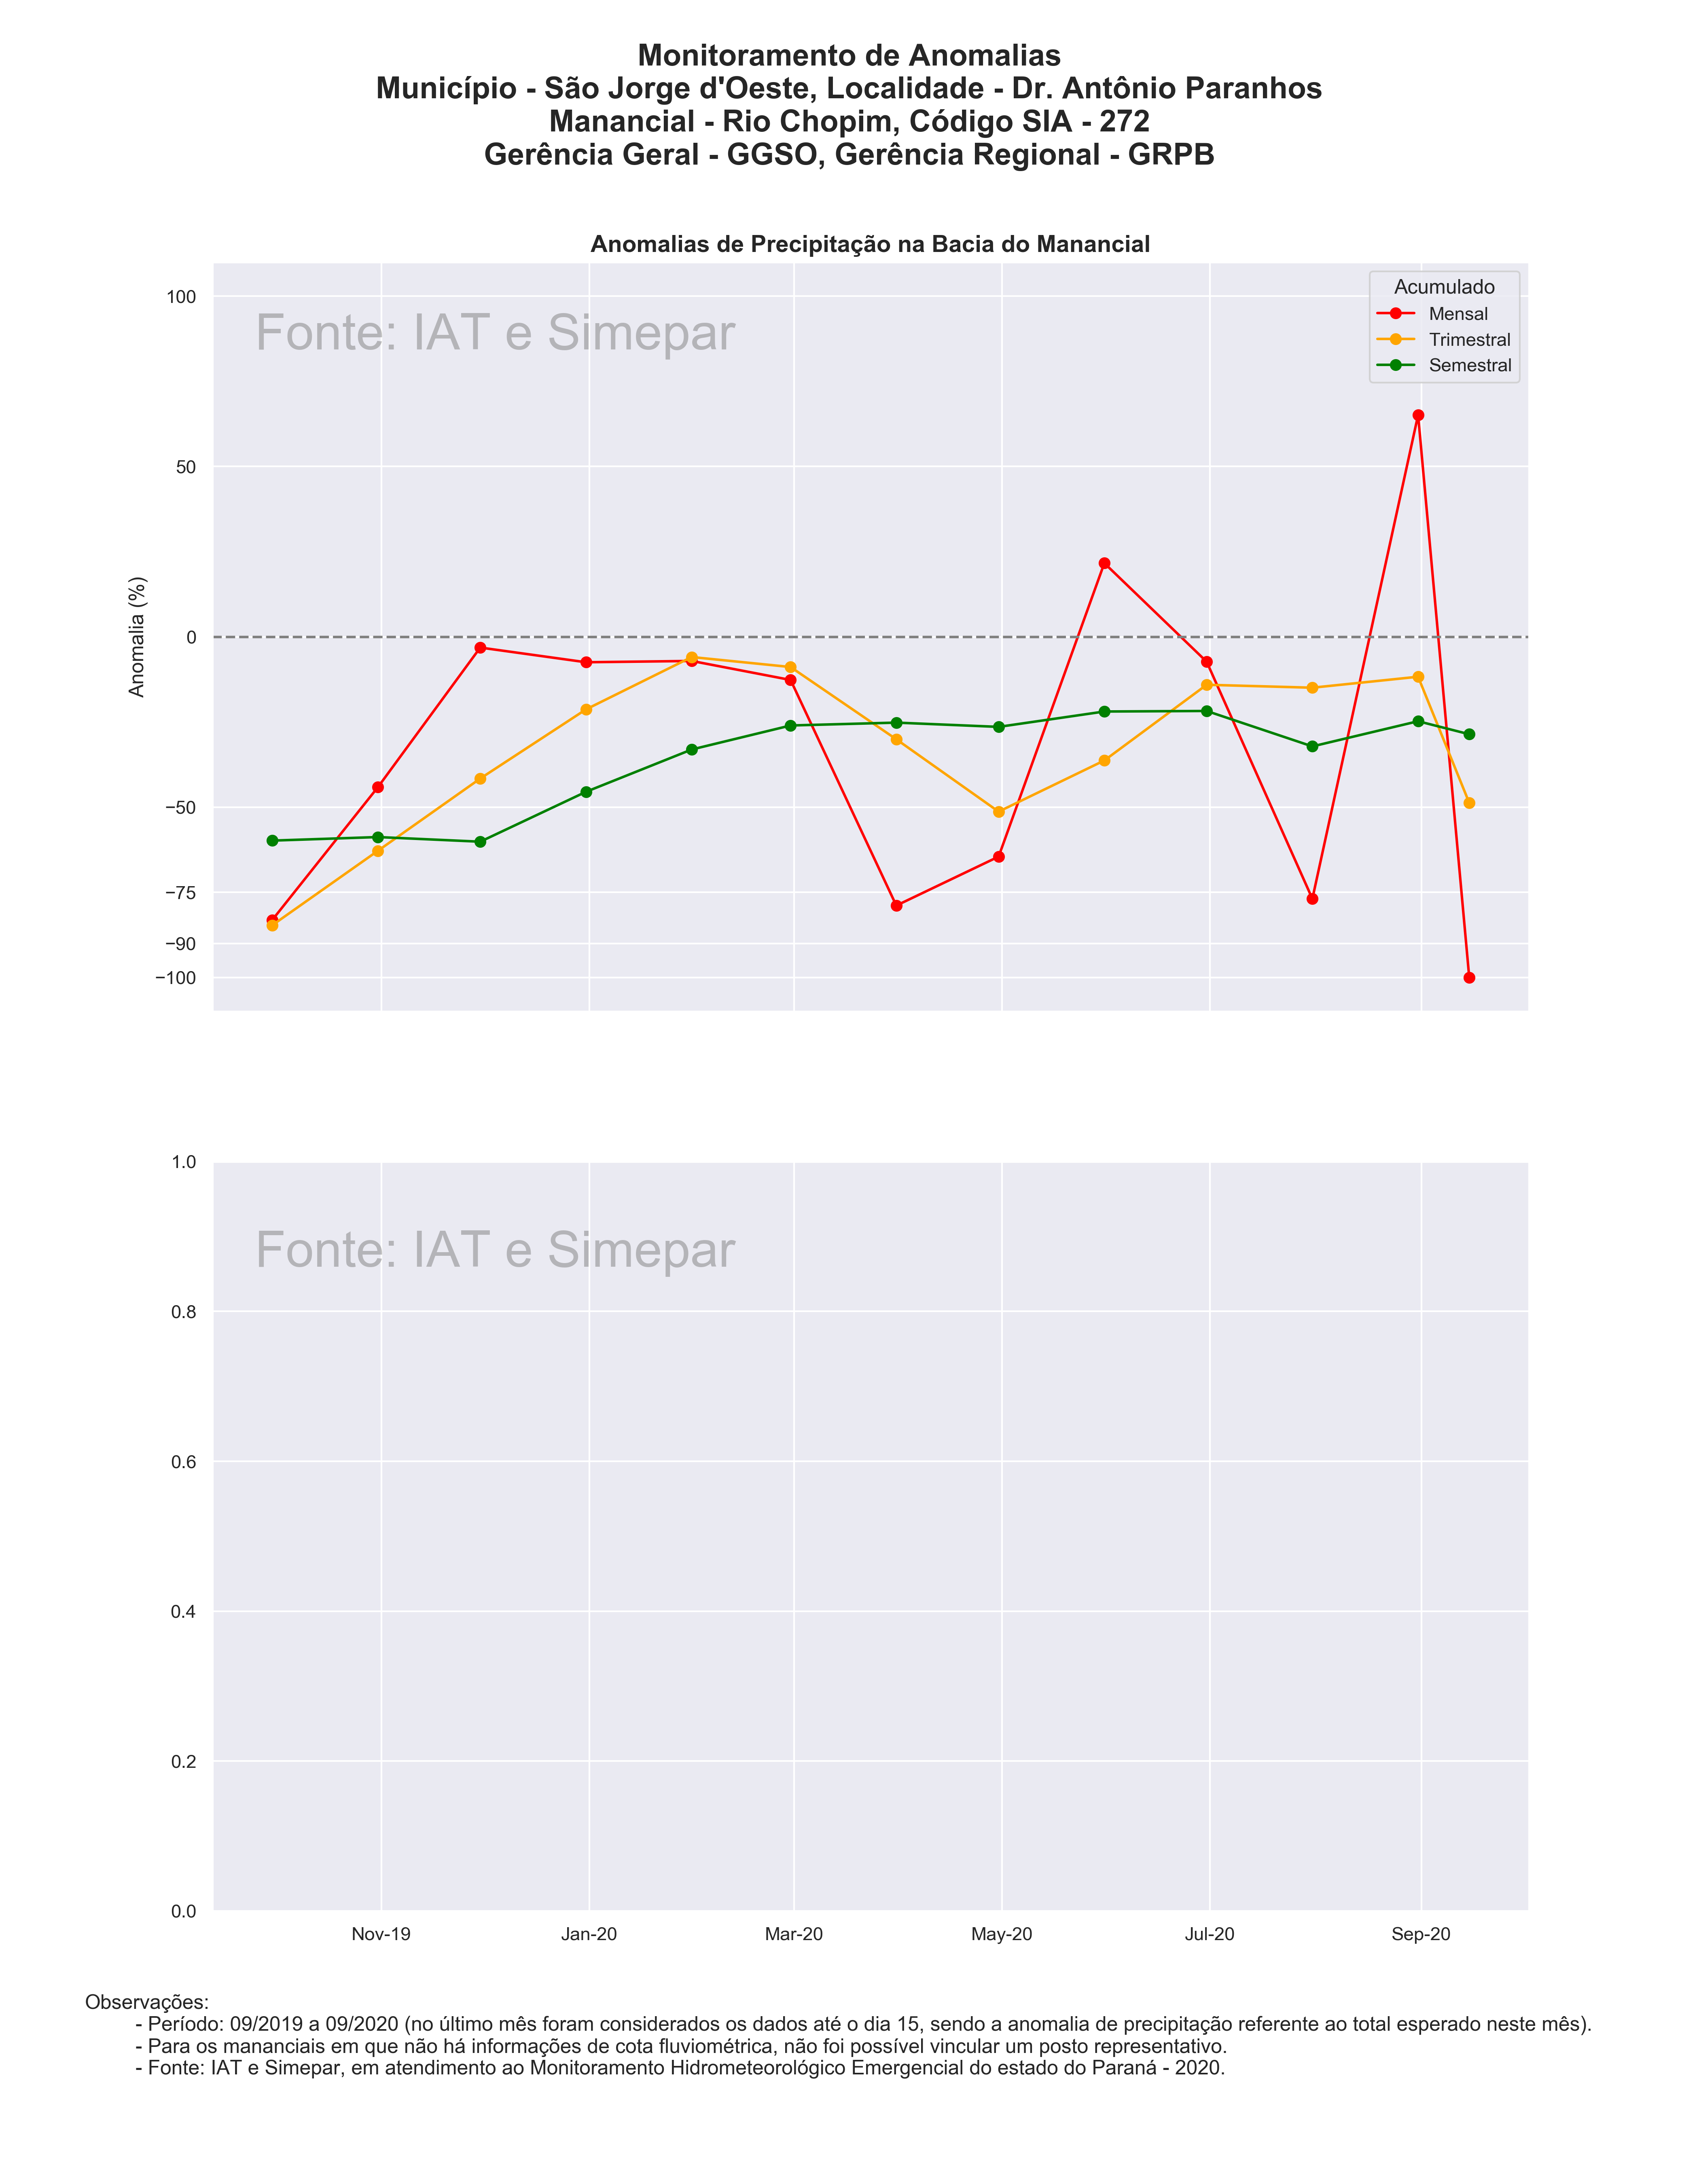 Monitoramento de Anomalias
Município - São Jorge d'Oeste, Localidade - Dr. Antônio Paranhos
Manancial - Rio Chopim, Código SIA - 272
Gerência Geral - GGSO, Gerência Regional - GRPB
Anomalias de Precipitação na Bacia do Manancial
Fonte: IAT e Simepar
Acumulado
Mensal
Trimestral
Semestral
Anomalia (%)
100
50
0
−50
−75
−90
−100
Fonte: IAT e Simepar
1.0
0.8
0.6
0.4
0.2
0.0
Nov-19 Jan-20 Mar-20 May-20 Jul-20 Sep-20
Observações:
- Período: 09/2019 a 09/2020 (no último mês foram considerados os dados até o dia 15, sendo a anomalia de precipitação referente ao total esperado neste mês).
- Para os mananciais em que não há informações de cota fluviométrica, não foi possível vincular um posto representativo.
- Fonte: IAT e Simepar, em atendimento ao Monitoramento Hidrometeorológico Emergencial do estado do Paraná - 2020.